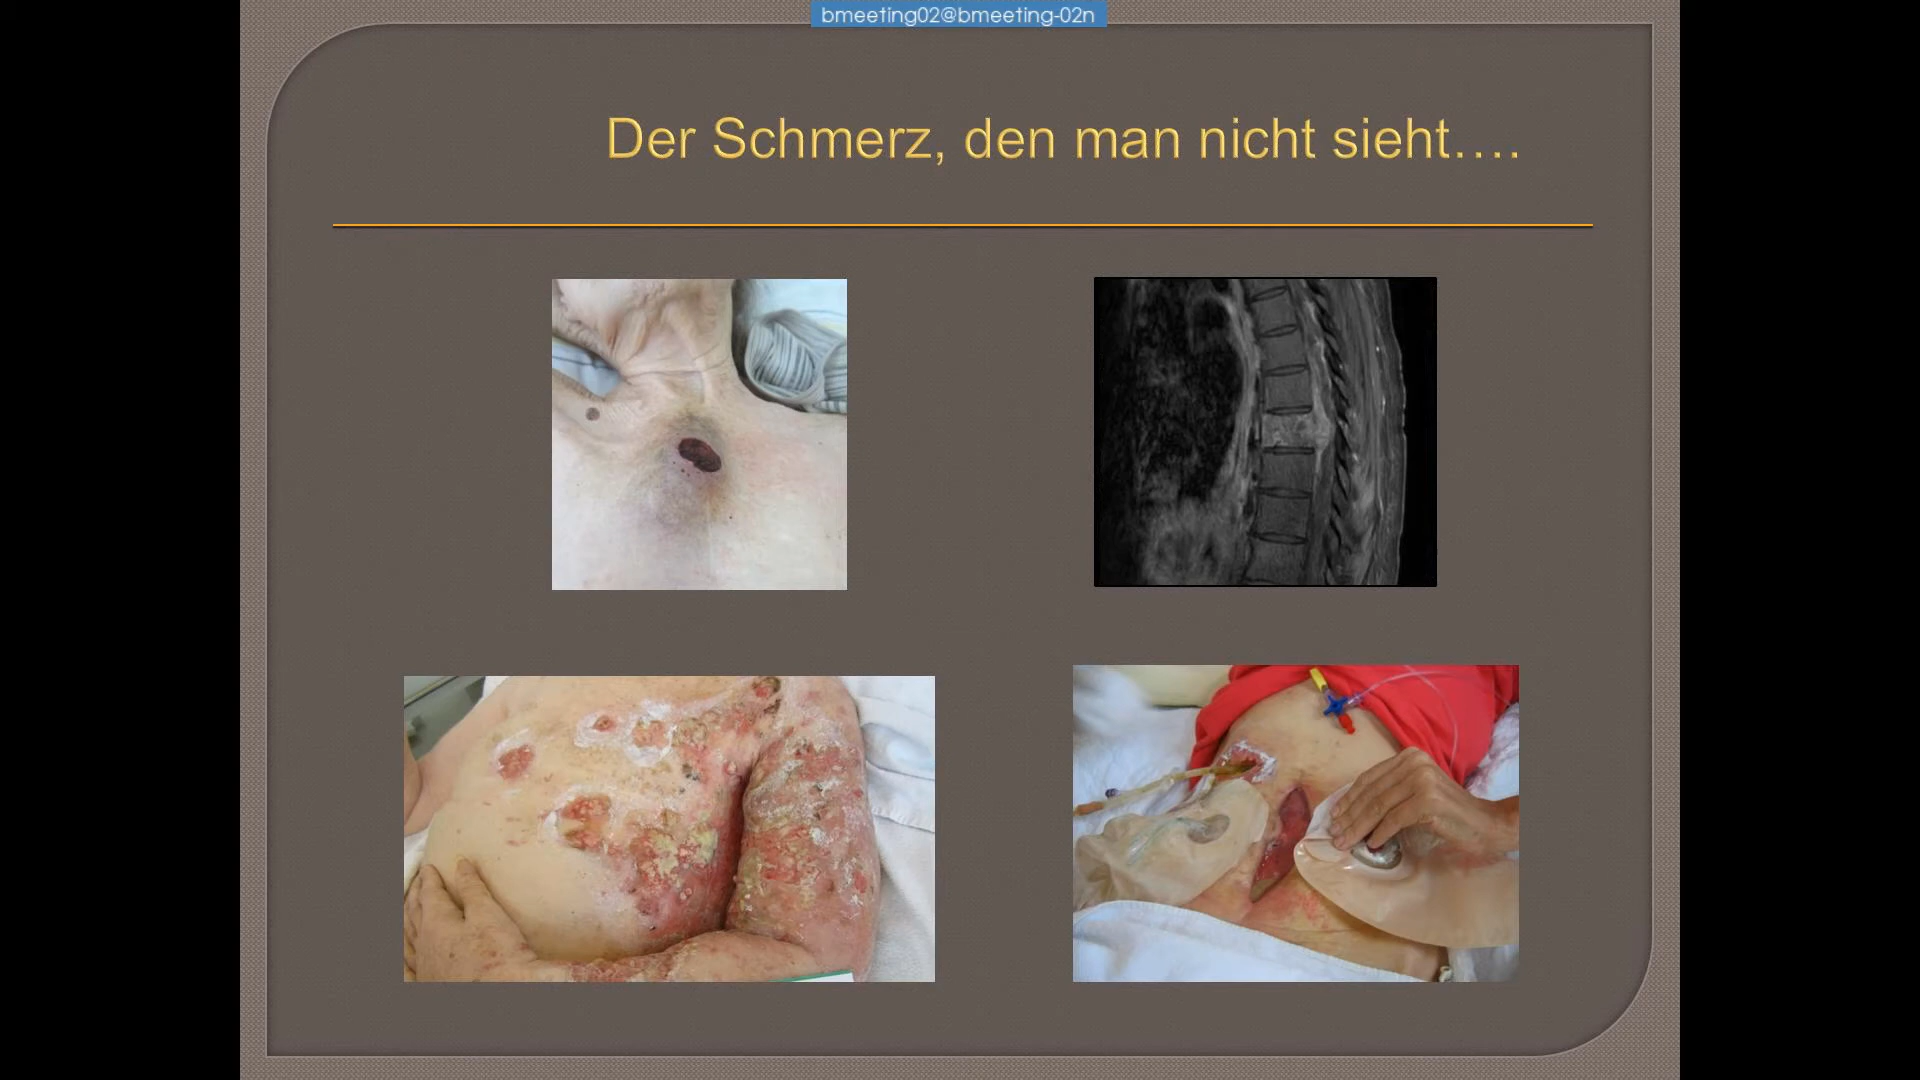 bmeeting02@bmeeting-02n
Der Schmerz, den man nicht sieht….